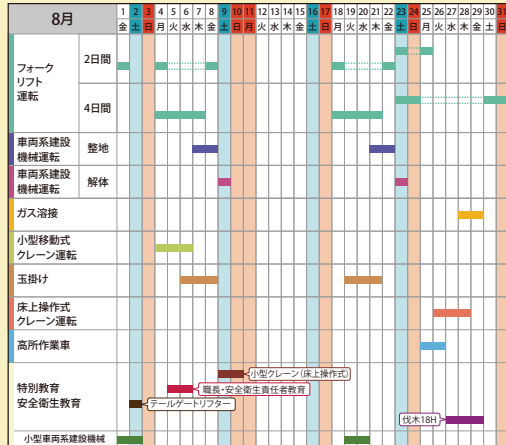 8月
1 2 3 4 5 6 7 8 9 10 11 12 13 14 15 16 17 18 19 20 21 22 23 24 25 26 27 28 29 30 31
金 土 日 月 火 水 木 金 土 日 月 火 水 木 金 土 日 月 火 水 木 金 土 日 月 火 水 木 金 土 日
フォーク
リフト
運転
2日間
4日間
車両系建設
機械運転
整地
車両系建設
機械運転
解体
ガス溶接
小型移動式
クレーン運転
玉掛け
床上操作式
クレーン運転
高所作業車
特別教育
安全衛生教育
小型クレーン(床上操作式)
職長・安全衛生責任者教育
テールゲートリフター
伐木18H
小型車両系建設機械